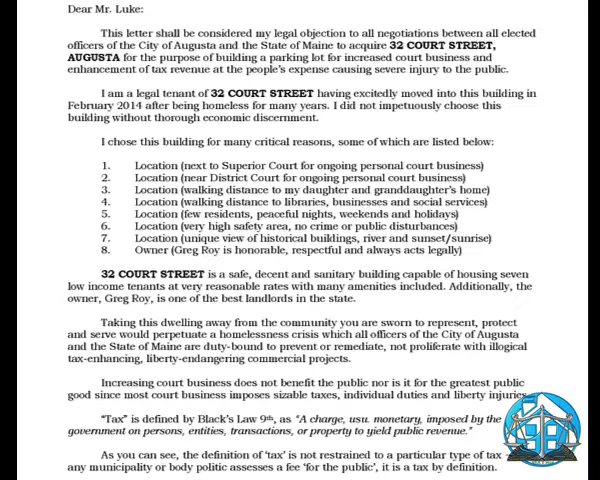 Dear Mr. Luke:
This letter shall be considered my legal objection to all negotiations between all elected
officers of the City of Augusta and the State of Maine to acquire 32 COURT STREET,
AUGUSTA for the purpose of building a parking lot for increased court business and
enhancement of tax revenue at the people's expense causing severe injury to the public.
I am a legal tenant of 32 COURT STREET having excitedly moved into this building in
February 2014 after being homeless for many years. I did not impetuously choose this
building without thorough economic discernment.
I chose this building for many critical reasons, some of which are listed below:
1. Location (next to Superior Court for ongoing personal court business)
2. Location (near District Court for ongoing personal court business)
3. Location (walking distance to my daughter and granddaughter's home)
4. Location (walking distance to libraries, businesses and social services)
5. Location (few residents, peaceful nights, weekends and holidays)
6. Location (very high safety area, no crime or public disturbances)
7. Location (unique view of historical buildings, river and sunset/sunrise)
8. Owner (Greg Roy is honorable, respectful and always acts legally)
32 COURT STREET is a safe, decent and sanitary building capable of housing seven
low income tenants at very reasonable rates with many amenities included. Additionally, the
owner, Greg Roy, is one of the best landlords in the state.
Taking this dwelling away from the community you are sworn to represent, protect
and serve would perpetuate a homelessness crisis which all officers of the City of Augusta
and the State of Maine are duty-bound to prevent or remediate, not proliferate with illogical
tax-enhancing, liberty-endangering commercial projects.
Increasing court business does not benefit the public nor is it for the greatest public
good since most court business imposes sizable taxes, individual duties and liberty injuries.
"Tax" is defined by Black's Law 9th, as "A charge, usu. monetary, imposed by the
government on persons, entities, transactions, or property to yield public revenue."
As you can see, the definition of 'tax' is not restrained to a particular type of tax –
any municipality or body politic assesses a fee 'for the public', it is a tax by definition.